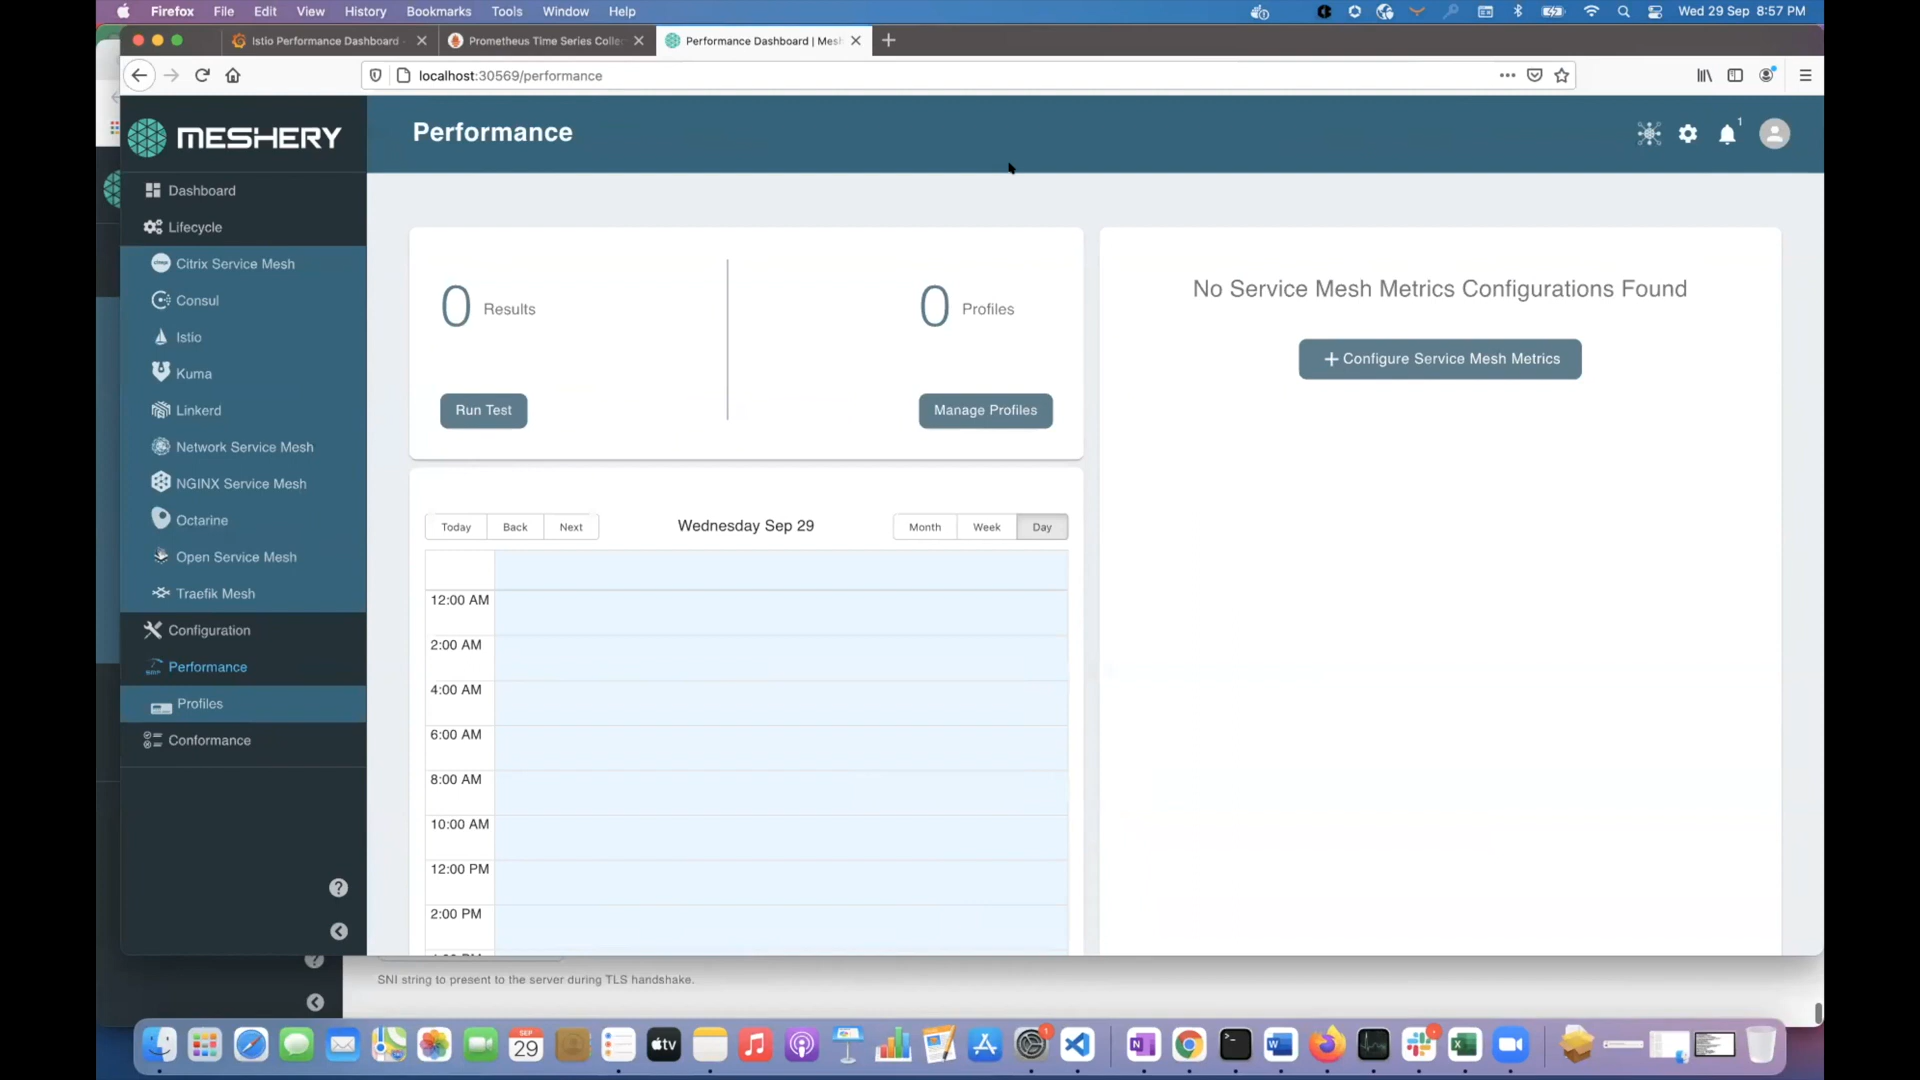 Firefox File Edit View History Bookmarks Tools Window Help
Wed 29 Sep 8:57 PM
Istio Performance Dashboard
Prometheus Time Series Colle
Performance Dashboard | Mesh
localhost:30569/performance
MESHERY
Performance
1
Dashboard
Lifecycle
Citrix Service Mesh
Consul
Istio
Kuma
Linkerd
Network Service Mesh
NGINX Service Mesh
Octarine
Open Service Mesh
Traefik Mesh
Configuration
Performance
Profiles
Conformance
0 Results
0 Profiles
Run Test
Manage Profiles
No Service Mesh Metrics Configurations Found
+ Configure Service Mesh Metrics
Today Back Next
Wednesday Sep 29
Month Week Day
12:00 AM
2:00 AM
4:00 AM
6:00 AM
8:00 AM
10:00 AM
12:00 PM
2:00 PM
SNI string to present to the server during TLS handshake.
SEP
29
tv